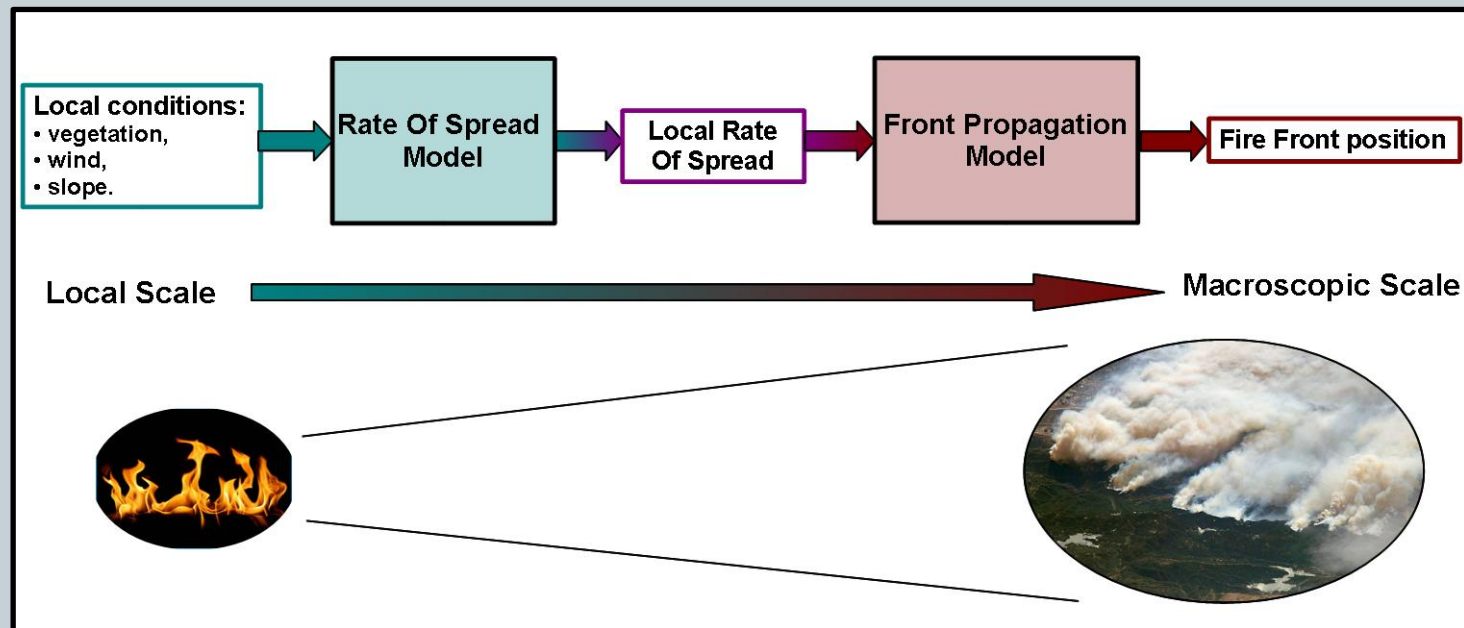 Local conditions:
• vegetation,
• wind,
• slope.
Rate Of Spread
Model
Local Rate
Of Spread
Front Propagation
Model
Fire Front position
Local Scale
Macroscopic Scale